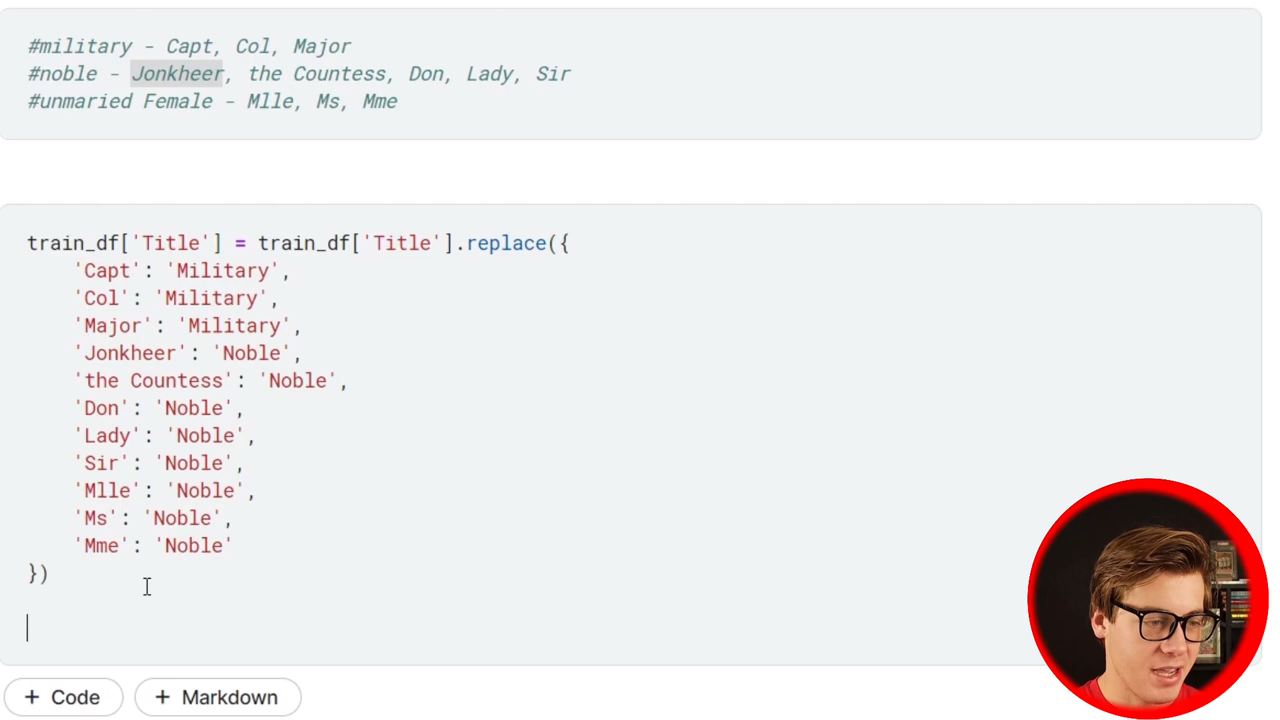 #military - Capt, Col, Major
#noble - Jonkheer, the Countess, Don, Lady, Sir
#unmaried Female - Mlle, Ms, Mme
train_df['Title'] = train_df['Title'].replace({
    'Capt': 'Military',
    'Col': 'Military',
    'Major': 'Military',
    'Jonkheer': 'Noble',
    'the Countess': 'Noble',
    'Don': 'Noble',
    'Lady': 'Noble',
    'Sir': 'Noble',
    'Mlle': 'Noble',
    'Ms': 'Noble',
    'Mme': 'Noble'
})
+ Code + Markdown